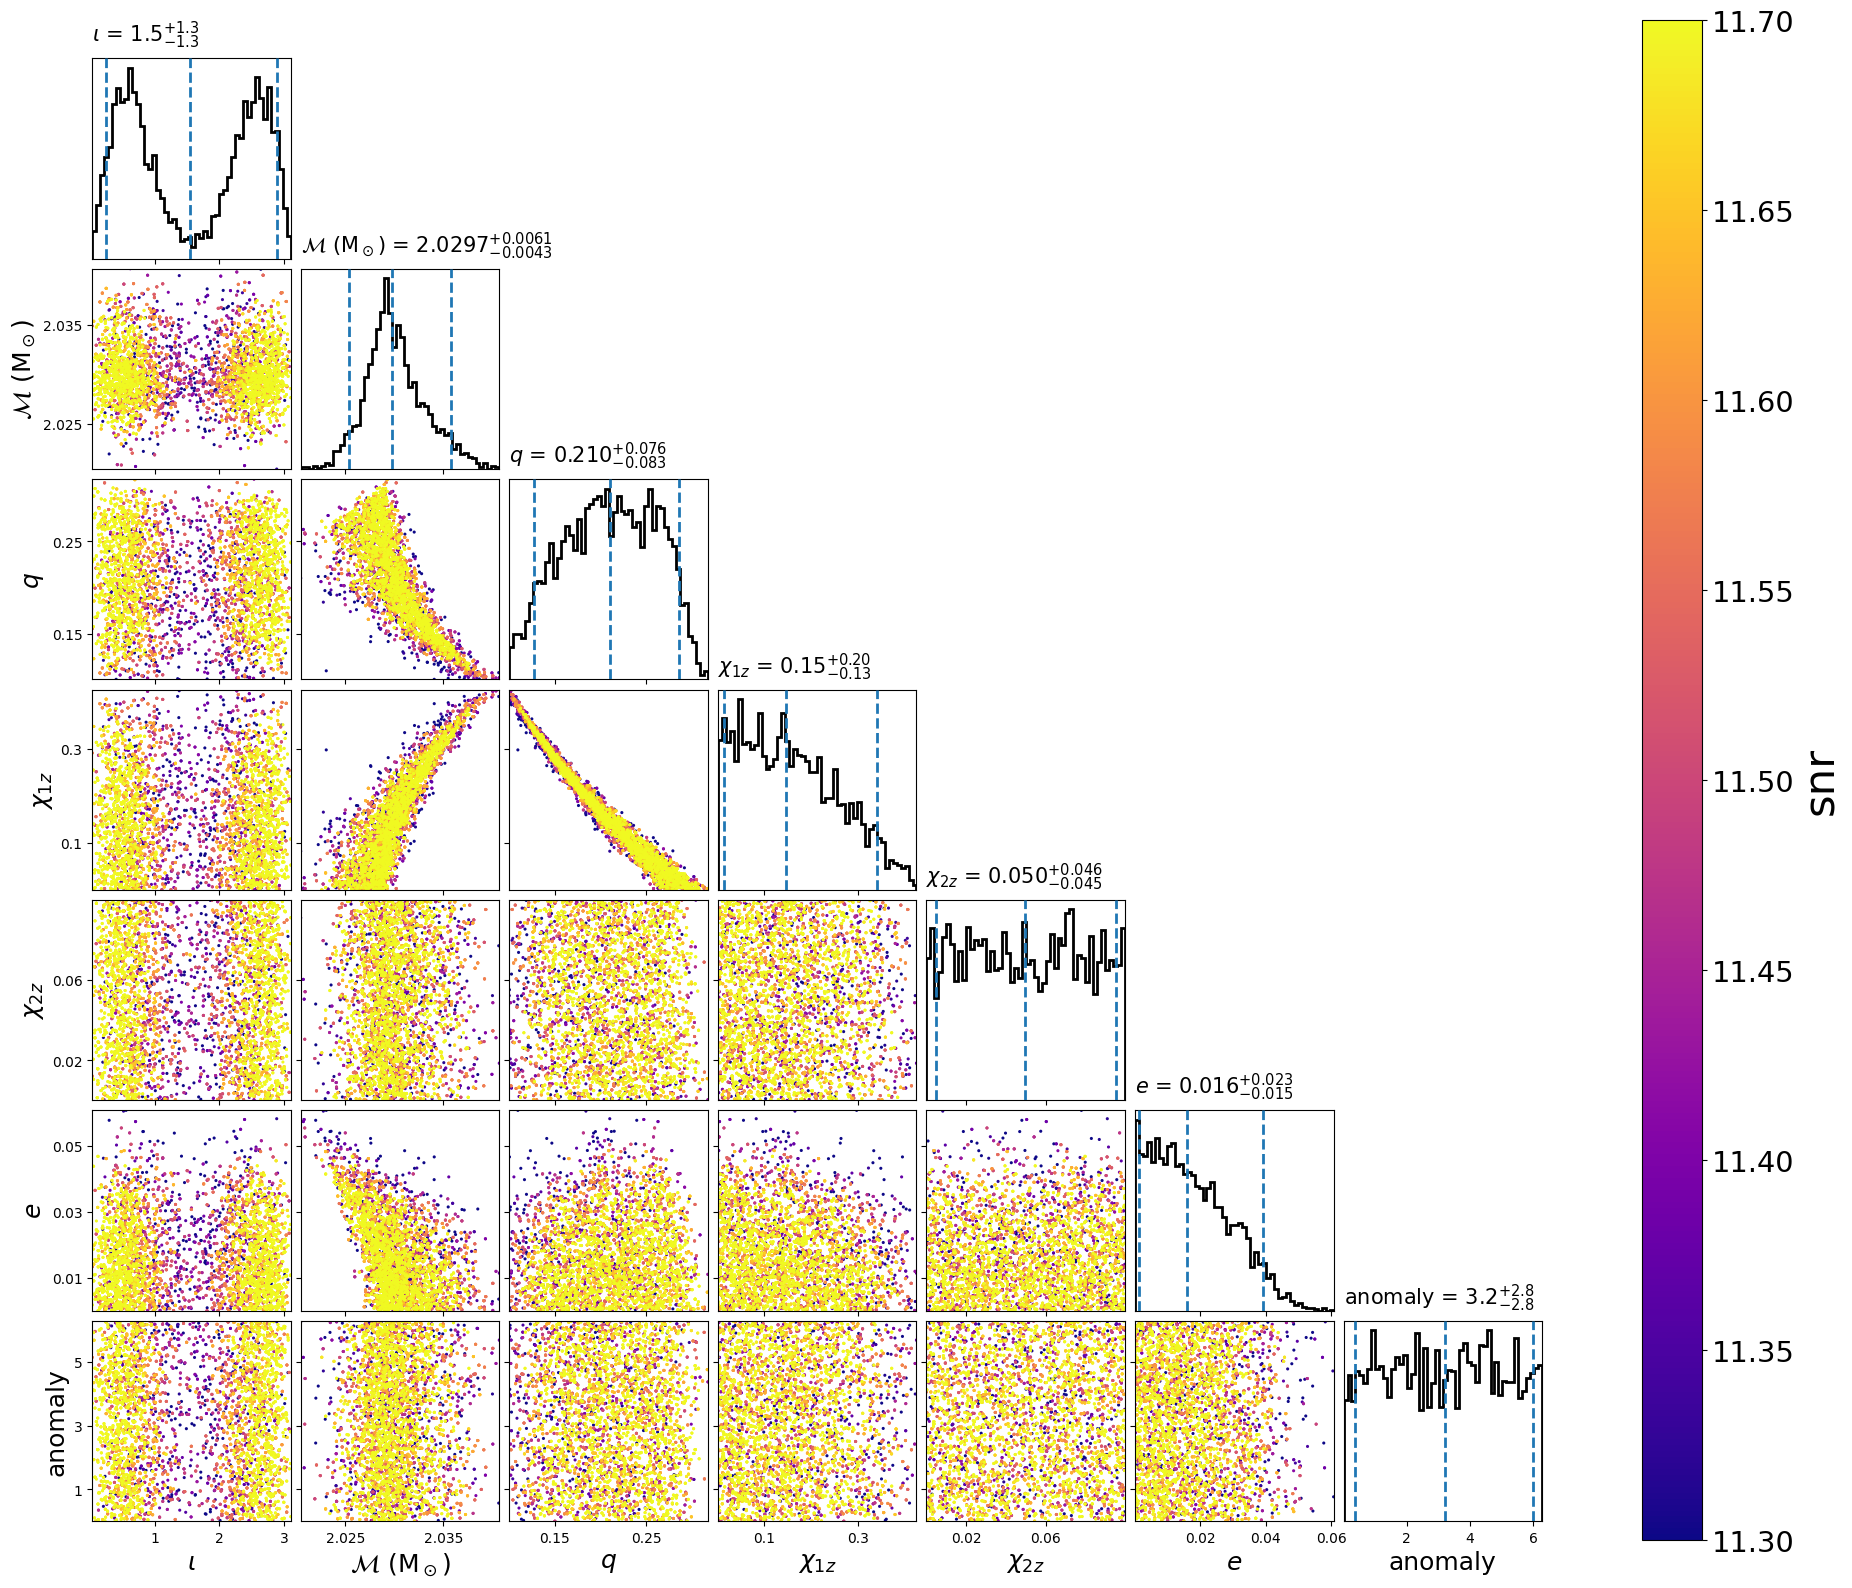 ι = 1.5+1.3−1.3
11.70
ℳ (M⊙) = 2.0297+0.0061−0.0043
11.65
ℳ (M⊙)
2.035
2.025
11.60
q = 0.210+0.076−0.083
q
0.25
0.15
11.55
χ1z = 0.15+0.20−0.13
χ1z
0.3
0.1
11.50
snr
χ2z = 0.050+0.046−0.045
χ2z
0.06
0.02
11.45
e = 0.016+0.023−0.015
e
0.05
0.03
0.01
11.40
anomaly = 3.2+2.8−2.8
anomaly
5
3
1
11.35
11.30
1 2 3 2.025 2.035 0.15 0.25 0.1 0.3 0.02 0.06 0.02 0.04 0.06 2 4 6
ι ℳ (M⊙) q χ1z χ2z e anomaly